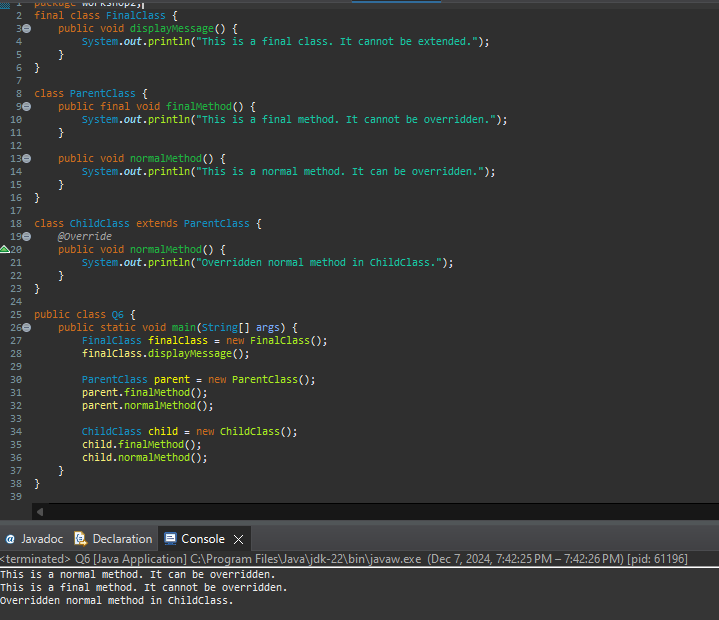 1 package workshop2;
2 final class FinalClass {
3 public void displayMessage() {
4 System.out.println("This is a final class. It cannot be extended.");
5 }
6 }
7
8 class ParentClass {
9 public final void finalMethod() {
10 System.out.println("This is a final method. It cannot be overridden.");
11 }
12
13 public void normalMethod() {
14 System.out.println("This is a normal method. It can be overridden.");
15 }
16 }
17
18 class ChildClass extends ParentClass {
19 @Override
20 public void normalMethod() {
21 System.out.println("Overridden normal method in ChildClass.");
22 }
23 }
24
25 public class Q6 {
26 public static void main(String[] args) {
27 FinalClass finalClass = new FinalClass();
28 finalClass.displayMessage();
29
30 ParentClass parent = new ParentClass();
31 parent.finalMethod();
32 parent.normalMethod();
33
34 ChildClass child = new ChildClass();
35 child.finalMethod();
36 child.normalMethod();
37 }
38 }
39
@ Javadoc Declaration Console
<terminated> Q6 [Java Application] C:\Program Files\Java\jdk-22\bin\javaw.exe (Dec 7, 2024, 7:42:25 PM – 7:42:26 PM) [pid: 61196]
This is a normal method. It can be overridden.
This is a final method. It cannot be overridden.
Overridden normal method in ChildClass.